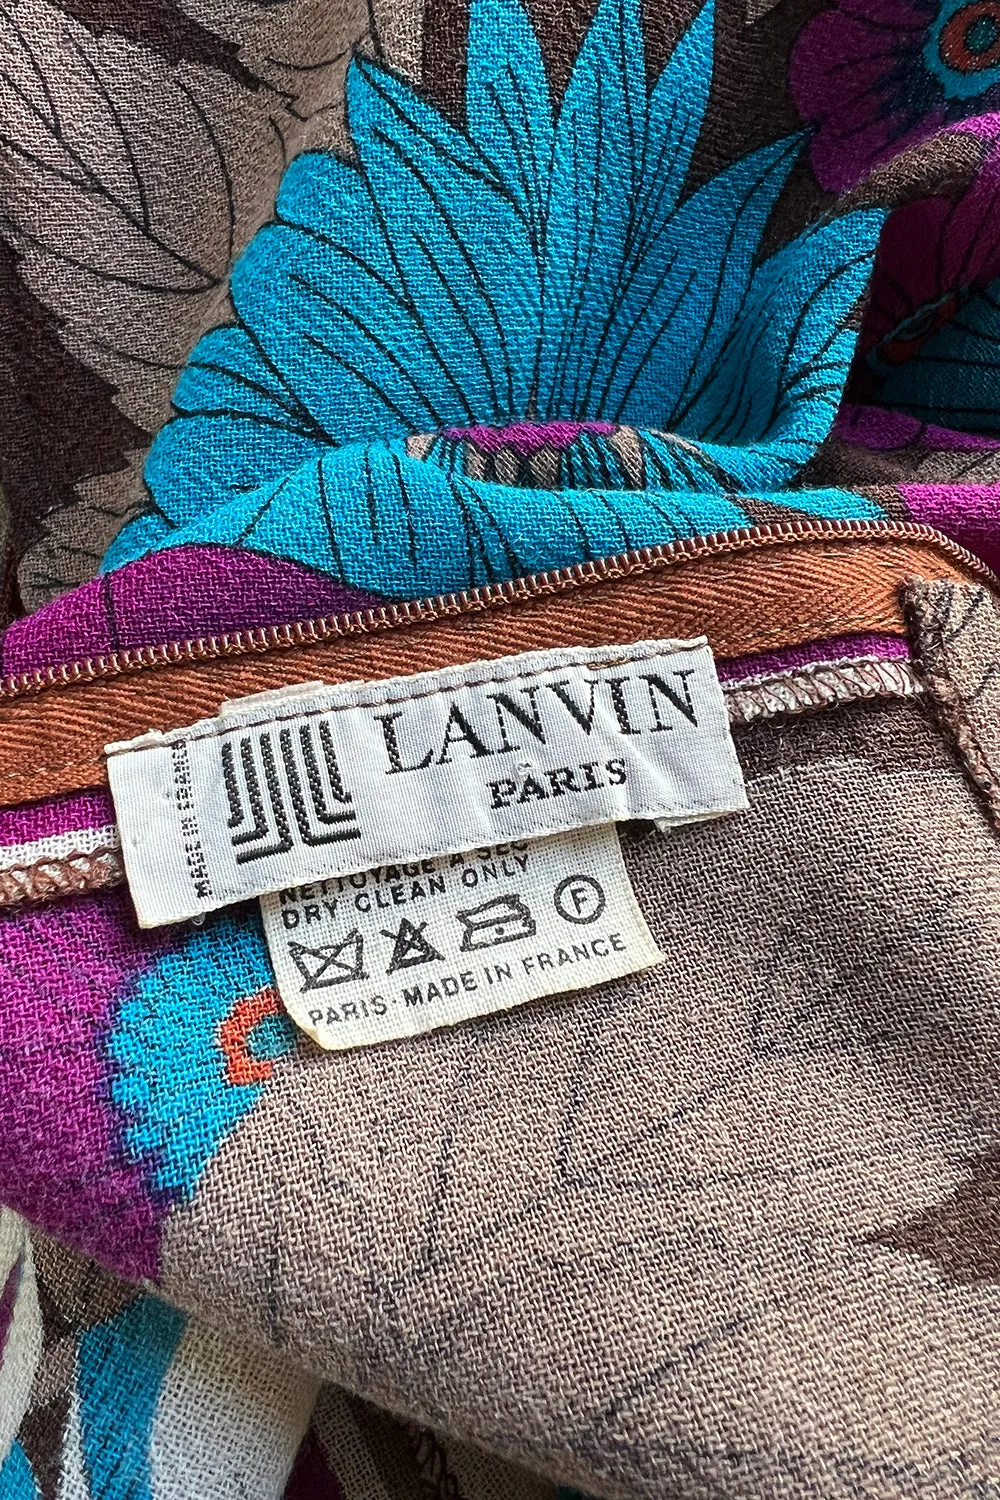 LANVIN
PARIS
MADE IN FRANCE
NETTOYAGE A SEC
DRY CLEAN ONLY
F
PARIS·MADE IN FRANCE